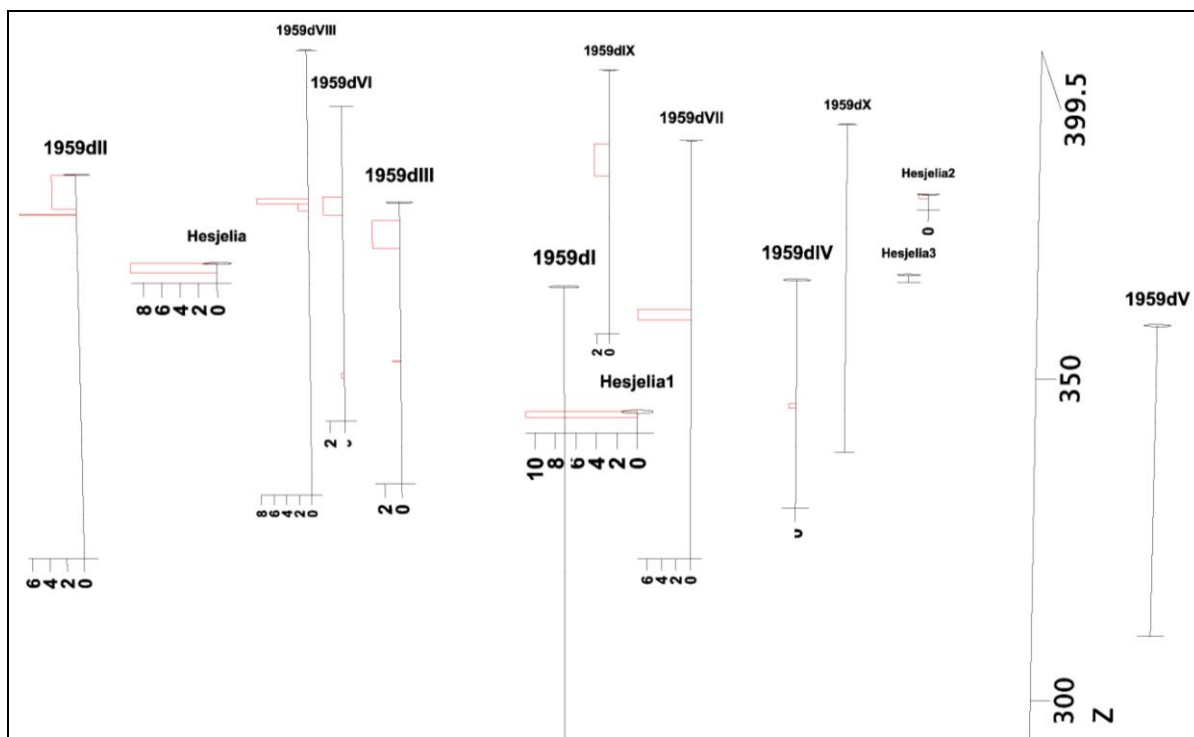 1959dVIII
1959dIX
1959dVI
399.5
1959dX
1959dVII
1959dII
Hesjelia2
1959dIII
0
Hesjelia
Hesjelia3
1959dIV
1959dI
8 6 4 2 0
1959dV
2 0
350
Hesjelia1
2
10 8 6 4 2 0
8 6 4 2 0
2 0
6 4 2 0
6 4 2 0
300
Z